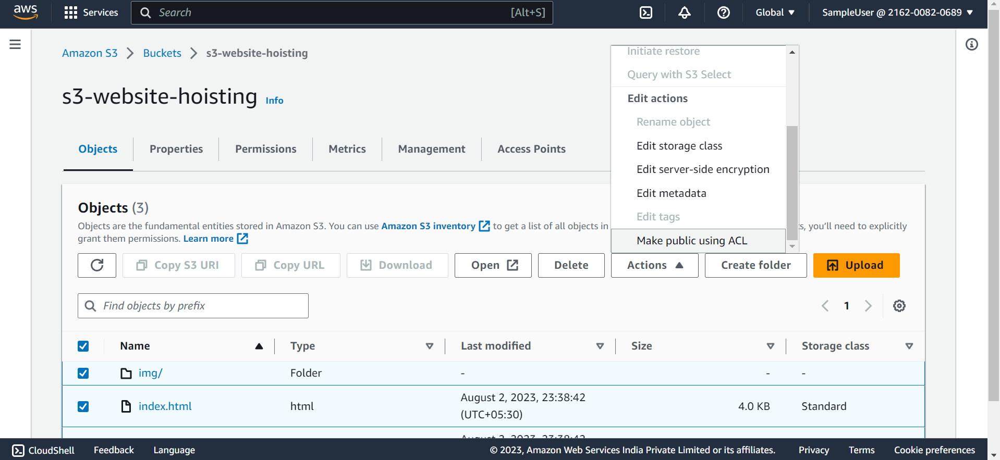 aws
Services
Search [Alt+S]
Global
SampleUser @ 2162-0082-0689
Amazon S3 > Buckets > s3-website-hoisting
s3-website-hoisting Info
Initiate restore
Query with S3 Select
Edit actions
Rename object
Edit storage class
Edit server-side encryption
Edit metadata
Edit tags
Make public using ACL
Objects
Properties
Permissions
Metrics
Management
Access Points
Objects (3)
Objects are the fundamental entities stored in Amazon S3. You can use Amazon S3 inventory to get a list of all objects in s, you'll need to explicitly
grant them permissions. Learn more
Copy S3 URI
Copy URL
Download
Open
Delete
Actions
Create folder
Upload
Find objects by prefix
1
Name Type Last modified Size Storage class
img/ Folder - - -
index.html html August 2, 2023, 23:38:42 (UTC+05:30) 4.0 KB Standard
August 2, 2023, 23:38:42
CloudShell Feedback Language © 2023, Amazon Web Services India Private Limited or its affiliates. Privacy Terms Cookie preferences